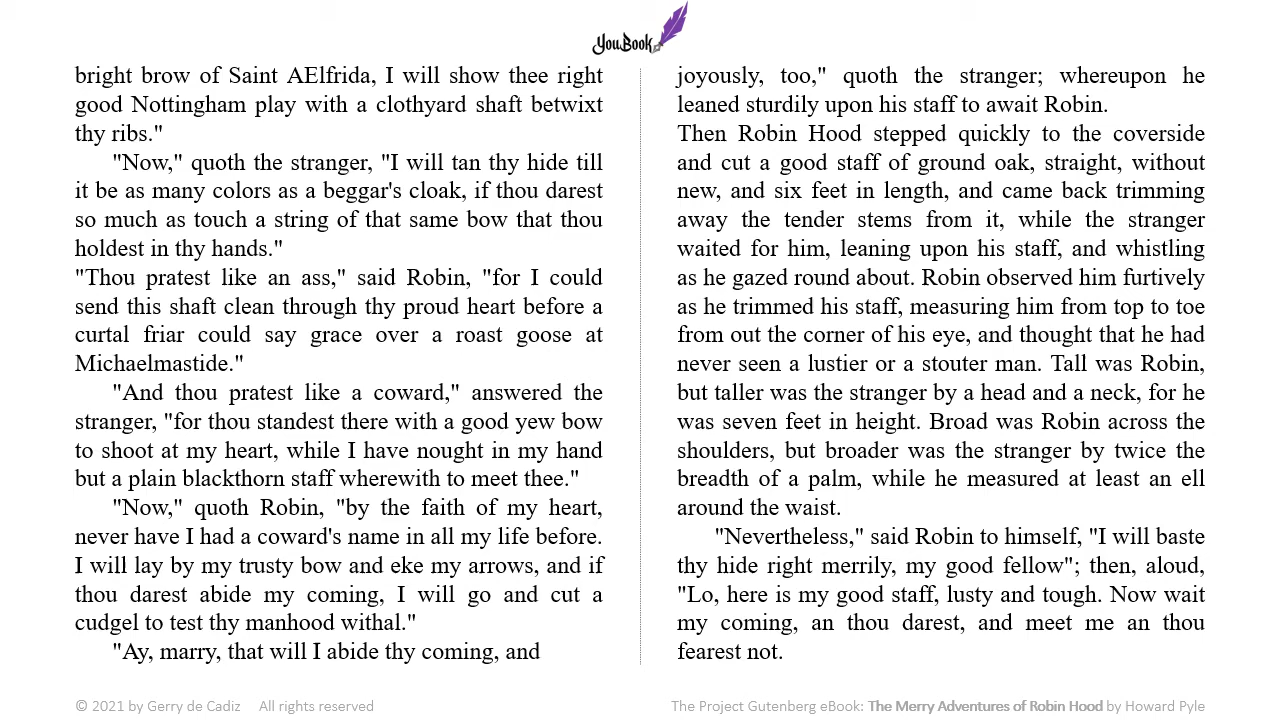 YouBook
bright brow of Saint AElfrida, I will show thee right
good Nottingham play with a clothyard shaft betwixt
thy ribs."
"Now," quoth the stranger, "I will tan thy hide till
it be as many colors as a beggar's cloak, if thou darest
so much as touch a string of that same bow that thou
holdest in thy hands."
"Thou pratest like an ass," said Robin, "for I could
send this shaft clean through thy proud heart before a
curtal friar could say grace over a roast goose at
Michaelmastide."
"And thou pratest like a coward," answered the
stranger, "for thou standest there with a good yew bow
to shoot at my heart, while I have nought in my hand
but a plain blackthorn staff wherewith to meet thee."
"Now," quoth Robin, "by the faith of my heart,
never have I had a coward's name in all my life before.
I will lay by my trusty bow and eke my arrows, and if
thou darest abide my coming, I will go and cut a
cudgel to test thy manhood withal."
"Ay, marry, that will I abide thy coming, and
joyously, too," quoth the stranger; whereupon he
leaned sturdily upon his staff to await Robin.
Then Robin Hood stepped quickly to the coverside
and cut a good staff of ground oak, straight, without
new, and six feet in length, and came back trimming
away the tender stems from it, while the stranger
waited for him, leaning upon his staff, and whistling
as he gazed round about. Robin observed him furtively
as he trimmed his staff, measuring him from top to toe
from out the corner of his eye, and thought that he had
never seen a lustier or a stouter man. Tall was Robin,
but taller was the stranger by a head and a neck, for he
was seven feet in height. Broad was Robin across the
shoulders, but broader was the stranger by twice the
breadth of a palm, while he measured at least an ell
around the waist.
"Nevertheless," said Robin to himself, "I will baste
thy hide right merrily, my good fellow"; then, aloud,
"Lo, here is my good staff, lusty and tough. Now wait
my coming, an thou darest, and meet me an thou
fearest not.
© 2021 by Gerry de Cadiz All rights reserved
The Project Gutenberg eBook: The Merry Adventures of Robin Hood by Howard Pyle